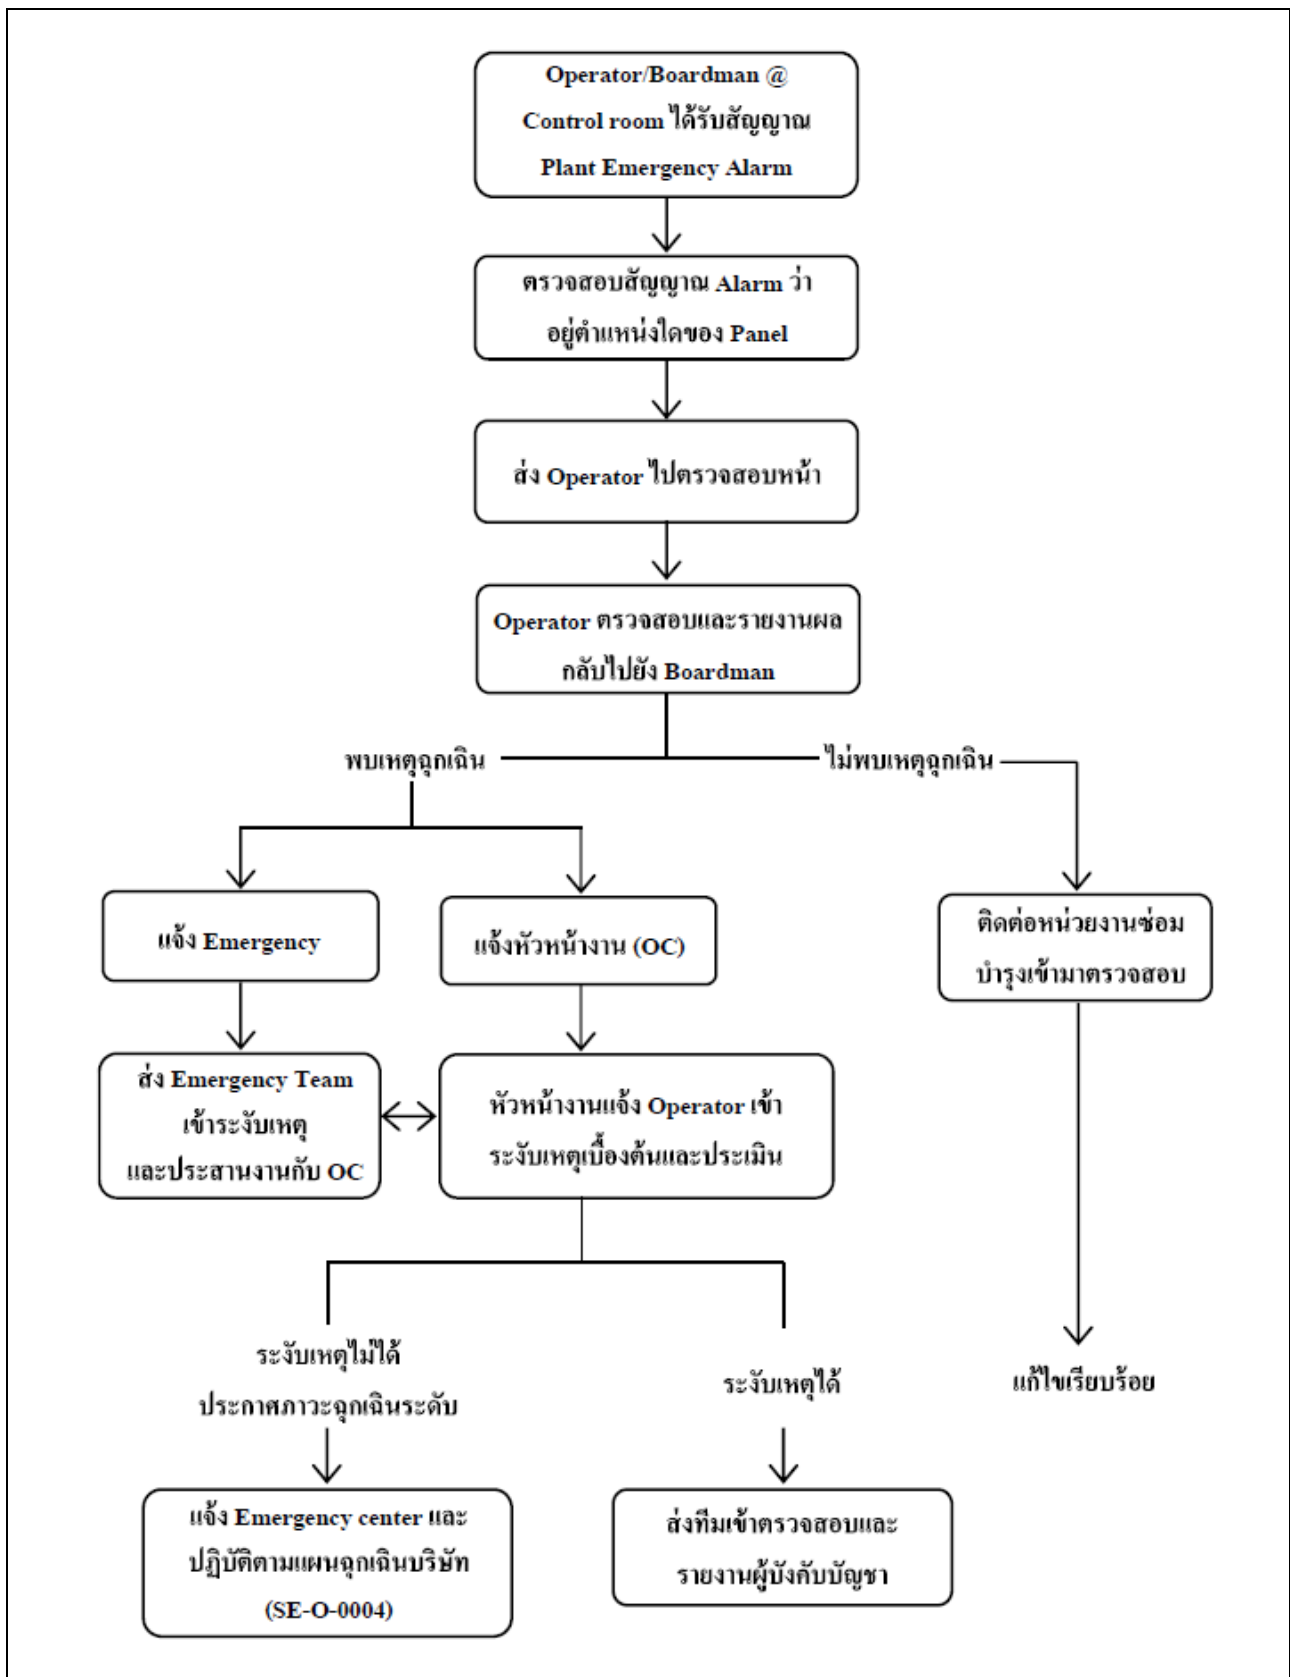 Operator/Boardman @
Control room ได้รับสัญญาณ
Plant Emergency Alarm
ตรวจสอบสัญญาณ Alarm ว่า
อยู่ตำแหน่งใดของ Panel
ส่ง Operator ไปตรวจสอบหน้า
Operator ตรวจสอบและรายงานผล
กลับไปยัง Boardman
พบเหตุฉุกเฉิน
ไม่พบเหตุฉุกเฉิน
แจ้ง Emergency
แจ้งหัวหน้างาน (OC)
ติดต่อหน่วยงานซ่อม
บำรุงเข้ามาตรวจสอบ
ส่ง Emergency Team
เข้าระงับเหตุ
และประสานงานกับ OC
หัวหน้างานแจ้ง Operator เข้า
ระงับเหตุเบื้องต้นและประเมิน
ระงับเหตุไม่ได้
ประกาศภาวะฉุกเฉินระดับ
ระงับเหตุได้
แก้ไขเรียบร้อย
แจ้ง Emergency center และ
ปฏิบัติตามแผนฉุกเฉินบริษัท
(SE-O-0004)
ส่งทีมเข้าตรวจสอบและ
รายงานผู้บังคับบัญชา